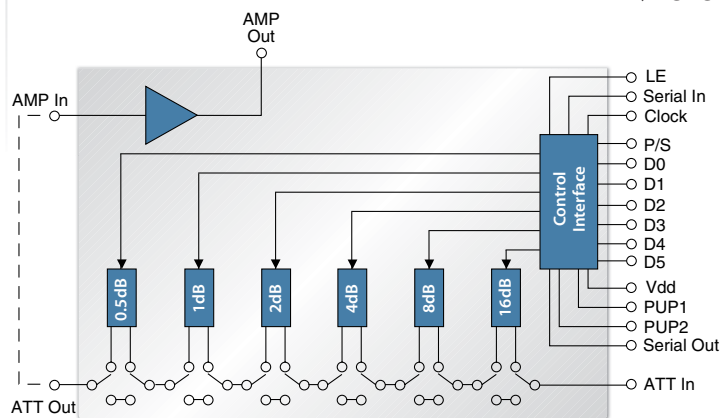 AMP
Out
AMP In
LE
Serial In
Clock
P/S
D0
D1
D2
D3
D4
D5
Control
Interface
Vdd
PUP1
PUP2
Serial Out
0.5dB
1dB
2dB
4dB
8dB
16dB
ATT In
ATT Out